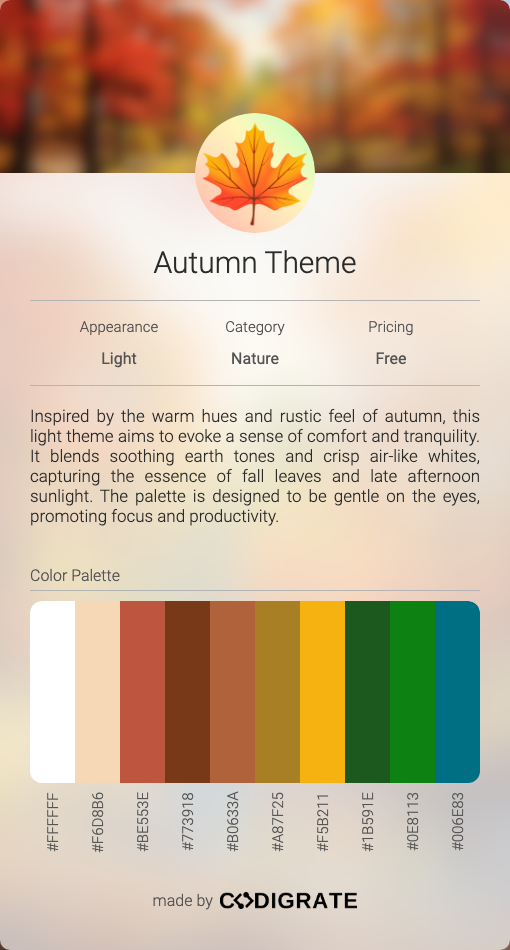 Autumn Theme
Appearance Category Pricing
Light Nature Free
Inspired by the warm hues and rustic feel of autumn, this
light theme aims to evoke a sense of comfort and tranquility.
It blends soothing earth tones and crisp air-like whites,
capturing the essence of fall leaves and late afternoon
sunlight. The palette is designed to be gentle on the eyes,
promoting focus and productivity.
Color Palette
#FFFFFF
#F6D8B6
#BE553E
#773918
#B0633A
#A87F25
#F5B211
#1B591E
#0E8113
#006E83
made by CODIGRATE